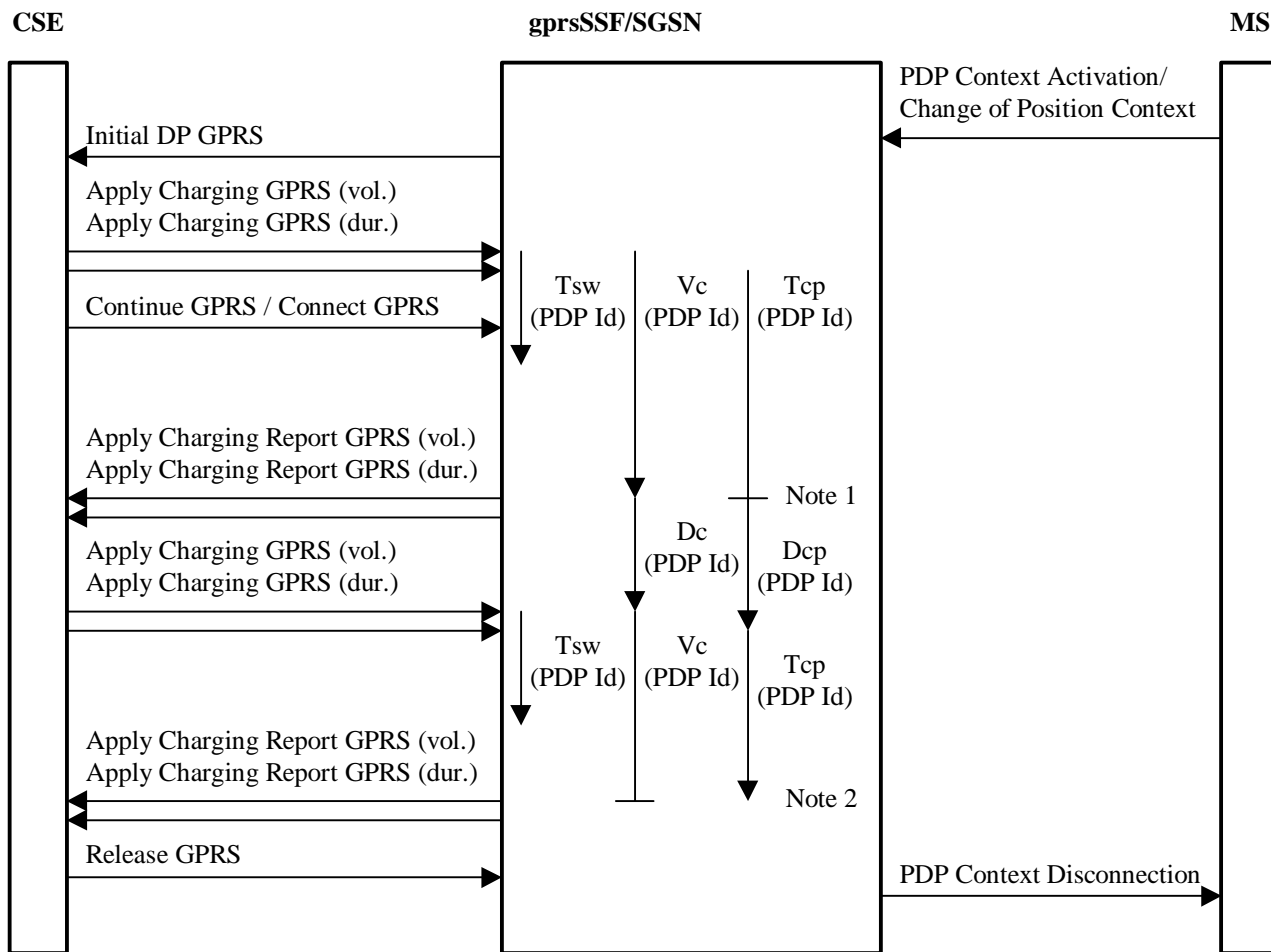 CSE
gprsSSF/SGSN
MS
PDP Context Activation/
Change of Position Context
Initial DP GPRS
Apply Charging GPRS (vol.)
Apply Charging GPRS (dur.)
Tsw
(PDP Id)
Vc
(PDP Id)
Tcp
(PDP Id)
Continue GPRS / Connect GPRS
Apply Charging Report GPRS (vol.)
Apply Charging Report GPRS (dur.)
Note 1
Dc
(PDP Id)
Dcp
(PDP Id)
Apply Charging GPRS (vol.)
Apply Charging GPRS (dur.)
Tsw
(PDP Id)
Vc
(PDP Id)
Tcp
(PDP Id)
Apply Charging Report GPRS (vol.)
Apply Charging Report GPRS (dur.)
Note 2
Release GPRS
PDP Context Disconnection